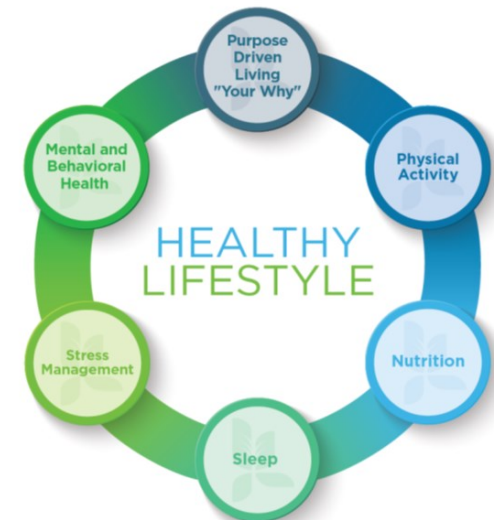 Purpose
Driven
Living
"Your Why"
Physical
Activity
Nutrition
Sleep
Stress
Management
Mental and
Behavioral
Health
HEALTHY
LIFESTYLE